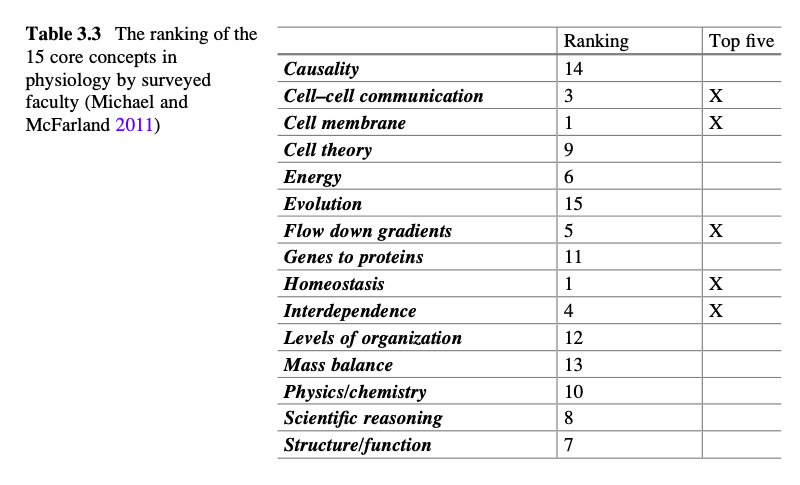 Table 3.3 The ranking of the
15 core concepts in
physiology by surveyed
faculty (Michael and
McFarland 2011)
Ranking Top five
Causality 14
Cell–cell communication 3 X
Cell membrane 1 X
Cell theory 9
Energy 6
Evolution 15
Flow down gradients 5 X
Genes to proteins 11
Homeostasis 1 X
Interdependence 4 X
Levels of organization 12
Mass balance 13
Physics/chemistry 10
Scientific reasoning 8
Structure/function 7